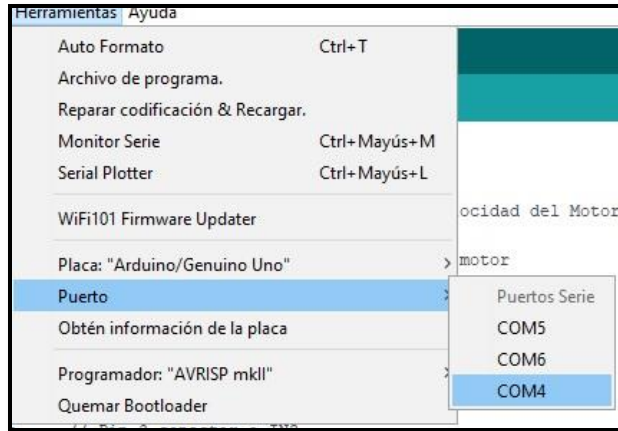 Herramientas Ayuda
Auto Formato Ctrl+T
Archivo de programa.
Reparar codificación & Recargar.
Monitor Serie Ctrl+Mayús+M
Serial Plotter Ctrl+Mayús+L
WiFi101 Firmware Updater
ocidad del Motor
Placa: "Arduino/Genuino Uno" >
motor
Puerto >
Puertos Serie
Obtén información de la placa
COM5
COM6
Programador: "AVRISP mkII" >
COM4
Quemar Bootloader